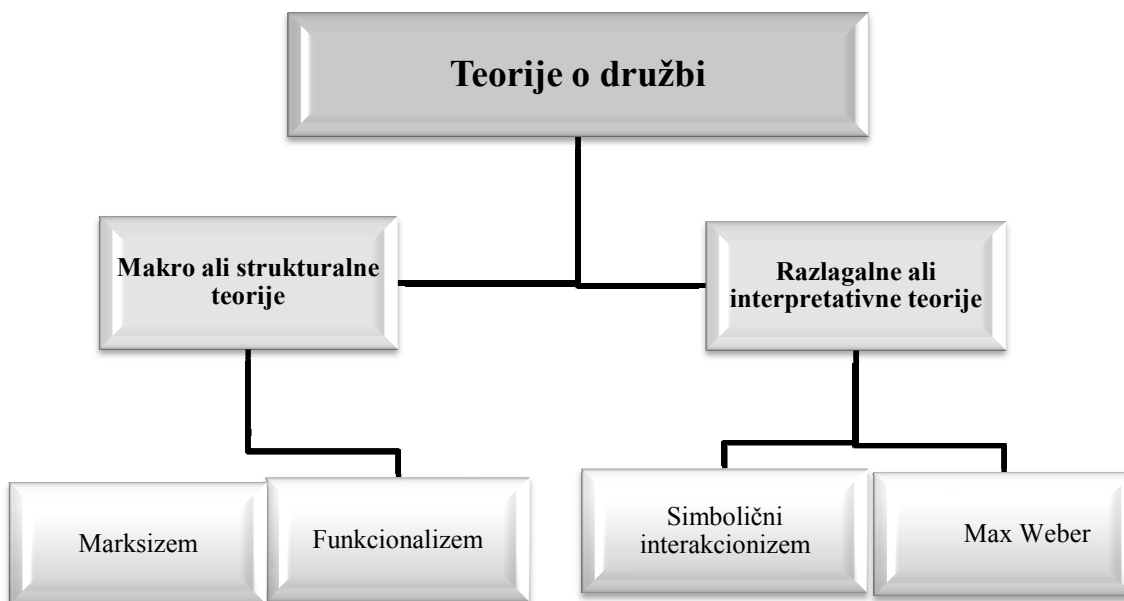 Teorije o družbi
Makro ali strukturalne
teorije
Razlagalne ali
interpretativne teorije
Marksizem
Funkcionalizem
Simbolični
interakcionizem
Max Weber